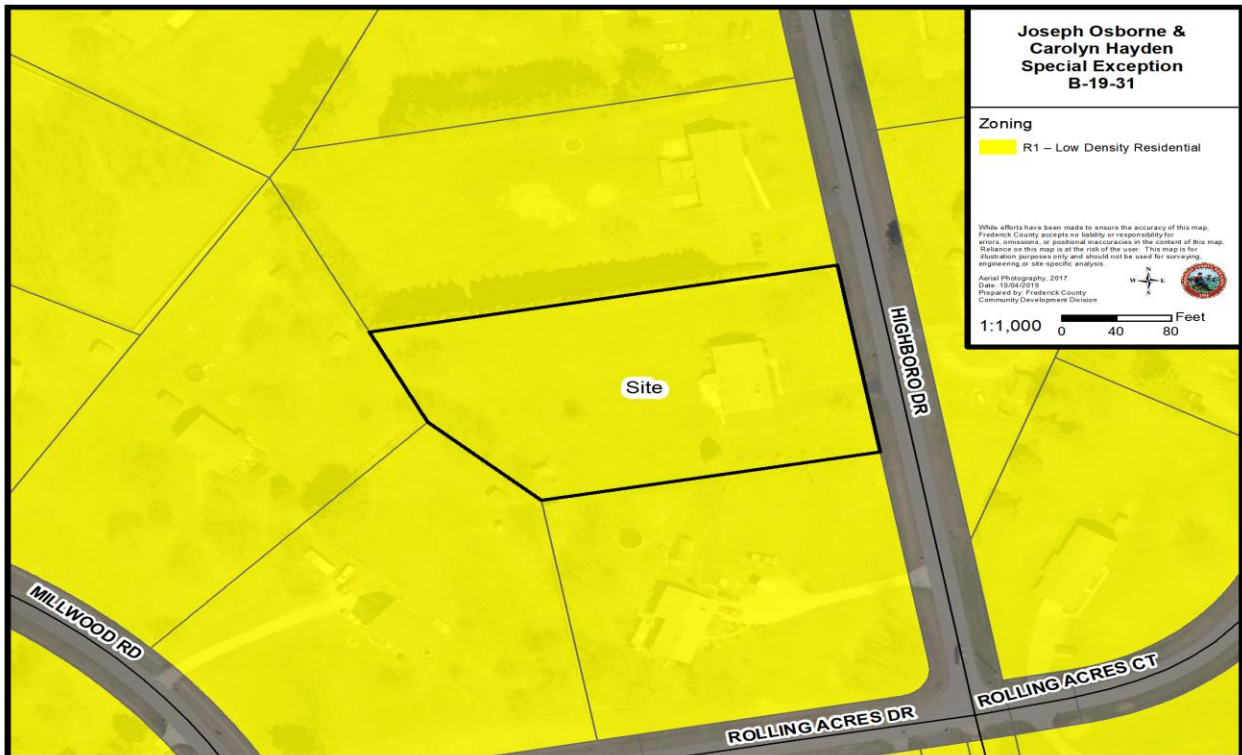 Joseph Osborne &
Carolyn Hayden
Special Exception
B-19-31
Zoning
R1 – Low Density Residential
While efforts have been made to ensure the accuracy of this map,
Frederick County accepts no liability or responsibility for
errors, omissions, or positional inaccuracies in the content of this map.
Reliance on this map is at the risk of the user. This map is for
illustration purposes only and should not be used for surveying,
engineering, or site-specific analysis.
Aerial Photography, 2017
Date: 10/04/2019
Prepared by: Frederick County
Community Development Division
N
W E
S
1:1,000
Feet
0 40 80
HIGHBORO DR
Site
MILLWOOD RD
ROLLING ACRES CT
ROLLING ACRES DR